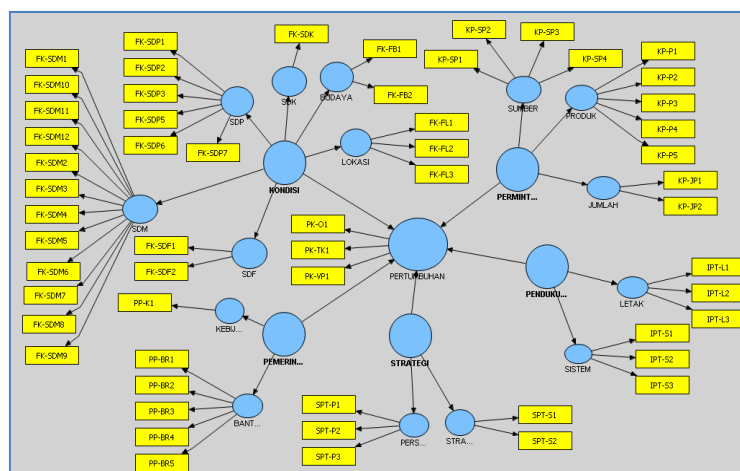 FK-SDM1
FK-SDM10
FK-SDM11
FK-SDM12
FK-SDM2
FK-SDM3
FK-SDM4
FK-SDM5
FK-SDM6
FK-SDM7
FK-SDM8
FK-SDM9
SDM
FK-SDP1
FK-SDP2
FK-SDP3
FK-SDP5
FK-SDP6
FK-SDP7
SDP
FK-SDK
SDK
FK-FB1
FK-FB2
BUDAYA
FK-FL1
FK-FL2
FK-FL3
LOKASI
KONDISI
FK-SDF1
FK-SDF2
SDF
KP-SP1
KP-SP2
KP-SP3
KP-SP4
SUMBER
KP-P1
KP-P2
KP-P3
KP-P4
KP-P5
PRODUK
KP-JP1
KP-JP2
JUMLAH
PERMINT...
PK-O1
PK-TK1
PK-VP1
PERTUMBUHAN
PP-K1
KEBIJ...
PEMERIN...
PP-BR1
PP-BR2
PP-BR3
PP-BR4
PP-BR5
BANT...
STRATEGI
SPT-P1
SPT-P2
SPT-P3
PERS...
SPT-S1
SPT-S2
STRA...
PENDUKU...
IPT-L1
IPT-L2
IPT-L3
LETAK
IPT-S1
IPT-S2
IPT-S3
SISTEM